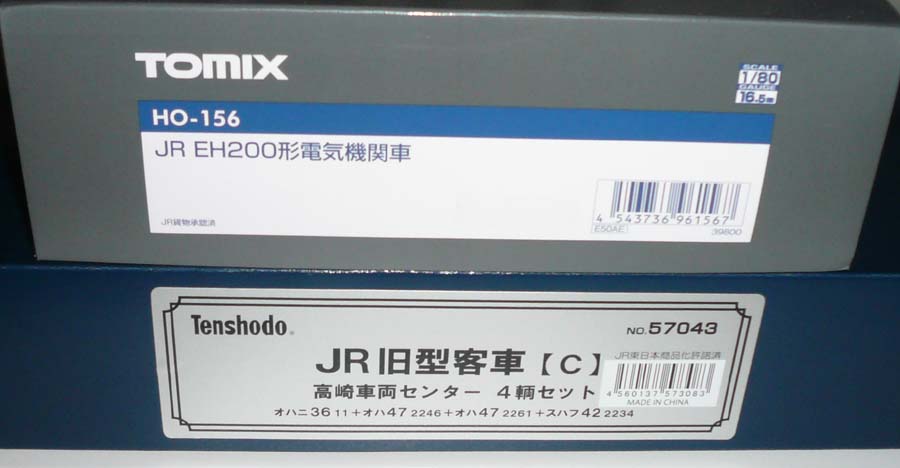 TOMIX
SCALE
1/80
GAUGE
16.5mm
HO-156
JR EH200形電気機関車
JR貨物承認済
4 543736 961567
E50AE
39800
Tenshodo®
NO.57043
JR東日本商品化許諾済
JR旧型客車【C】
高崎車両センター 4輌セット
オハニ36 11+オハ47 2246+オハ47 2261+スハフ42 2234
4 560137 573083
MADE IN CHINA